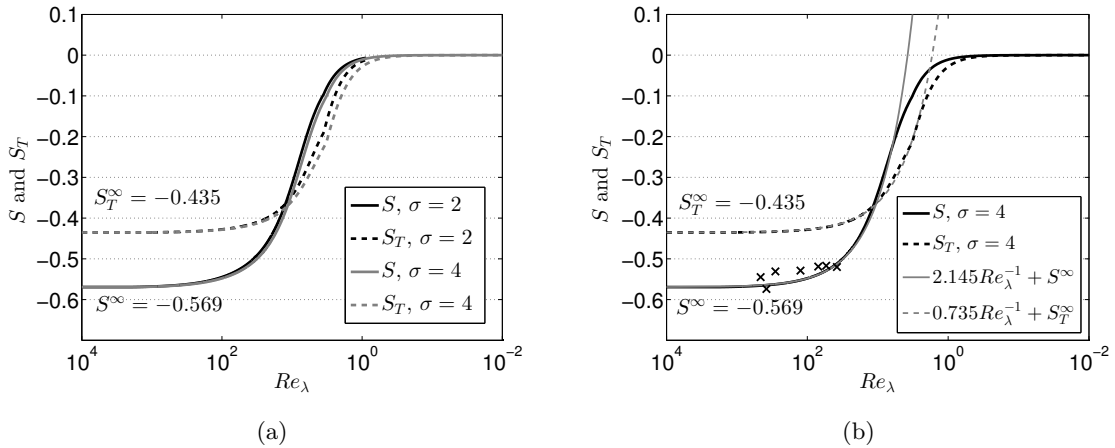 0.1
0
−0.1
−0.2
−0.3
−0.4
−0.5
−0.6
S and S_T
S_T^∞ = −0.435
S^∞ = −0.569
S, σ = 2
S_T, σ = 2
S, σ = 4
S_T, σ = 4
10^4
10^2
10^0
10^−2
Re_λ
(a)
0.1
0
−0.1
−0.2
−0.3
−0.4
−0.5
−0.6
S and S_T
S_T^∞ = −0.435
S^∞ = −0.569
S, σ = 4
S_T, σ = 4
2.145Re_λ^−1 + S^∞
0.735Re_λ^−1 + S_T^∞
10^4
10^2
10^0
10^−2
Re_λ
(b)